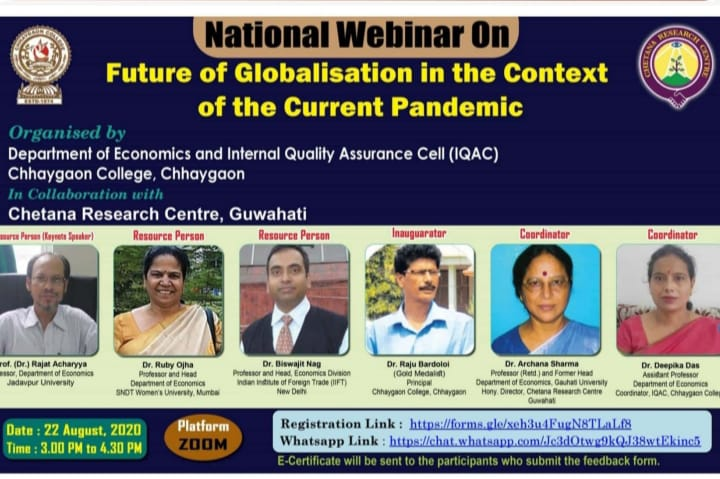 National Webinar On
Future of Globalisation in the Context
of the Current Pandemic
ESTD-1974
CHETANA RESEARCH CENTRE
Organised by
Department of Economics and Internal Quality Assurance Cell (IQAC)
Chhaygaon College, Chhaygaon
In Collaboration with
Chetana Research Centre, Guwahati
source Person (Keynote Speaker)
rof. (Dr.) Rajat Acharyya
essor, Department of Economics
Jadavpur University
Resource Person
Dr. Ruby Ojha
Professor and Head
Department of Economics
SNDT Women's University, Mumbai
Resource Person
Dr. Biswajit Nag
Professor and Head, Economics Division
Indian Institute of Foreign Trade (IIFT)
New Delhi
Inauguarator
Dr. Raju Bardoloi
(Gold Medalist)
Principal
Chhaygaon College, Chhaygaon
Coordinator
Dr. Archana Sharma
Professor (Retd.) and Former Head
Department of Economics, Gauhati University
Hony. Director, Chetana Research Centre
Guwahati
Coordinator
Dr. Deepika Das
Assistant Professor
Department of Economics
Coordinator, IQAC, Chhaygaon Colleg
Date : 22 August, 2020
Time : 3.00 PM to 4.30 PM
Platform
ZOOM
Registration Link : https://forms.gle/xeh3u4FugN8TLaLf8
Whatsapp Link : https://chat.whatsapp.com/Jc3dOtwg9kQJ38wtEkinc5
E-Certificate will be sent to the participants who submit the feedback form.